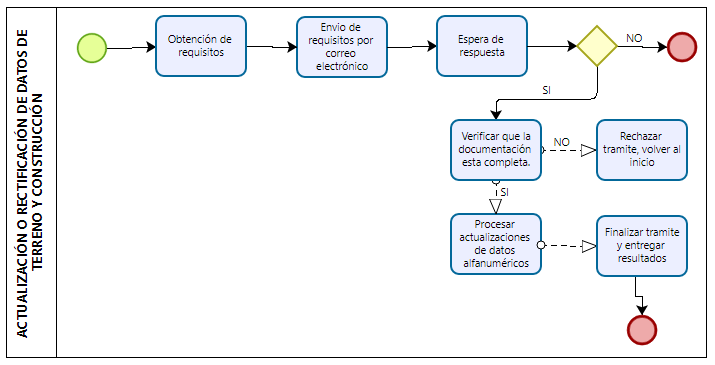 ACTUALIZACIÓN O RECTIFICACIÓN DE DATOS DE
TERRENO Y CONSTRUCCIÓN
Obtención de
requisitos
Envio de
requisitos por
correo
electrónico
Espera de
respuesta
NO
SI
Verificar que la
documentación
esta completa.
NO
Rechazar
tramite, volver al
inicio
SI
Procesar
actualizaciones
de datos
alfanuméricos
Finalizar tramite
y entregar
resultados